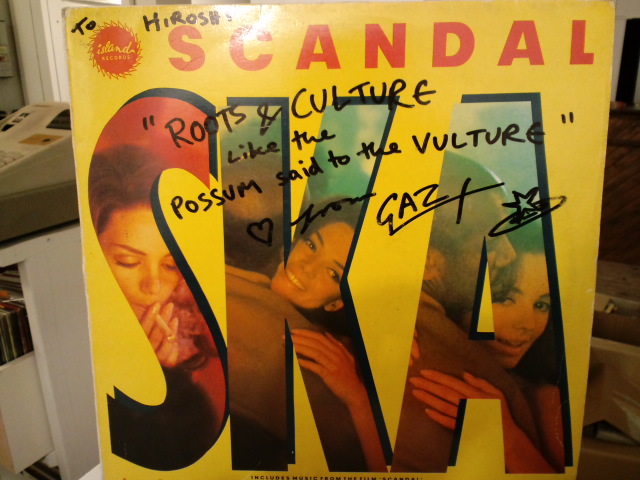 TO HIROSHI
island
RECORDS
SCANDAL
SKA
"ROOTS & CULTURE
Like the
POSSUM said to the VULTURE"
from GAZ X
INCLUDES MUSIC FROM THE FILM 'SCANDAL'